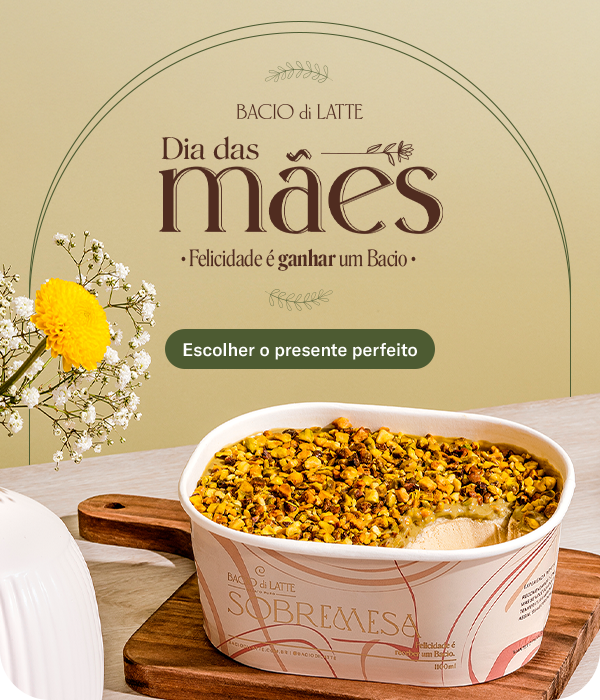 BACIO di LATTE
Dia das
mães
• Felicidade é ganhar um Bacio •
Escolher o presente perfeito
BACIO di LATTE
SOBREMESA
Felicidade é
um Bacio.
1100ml